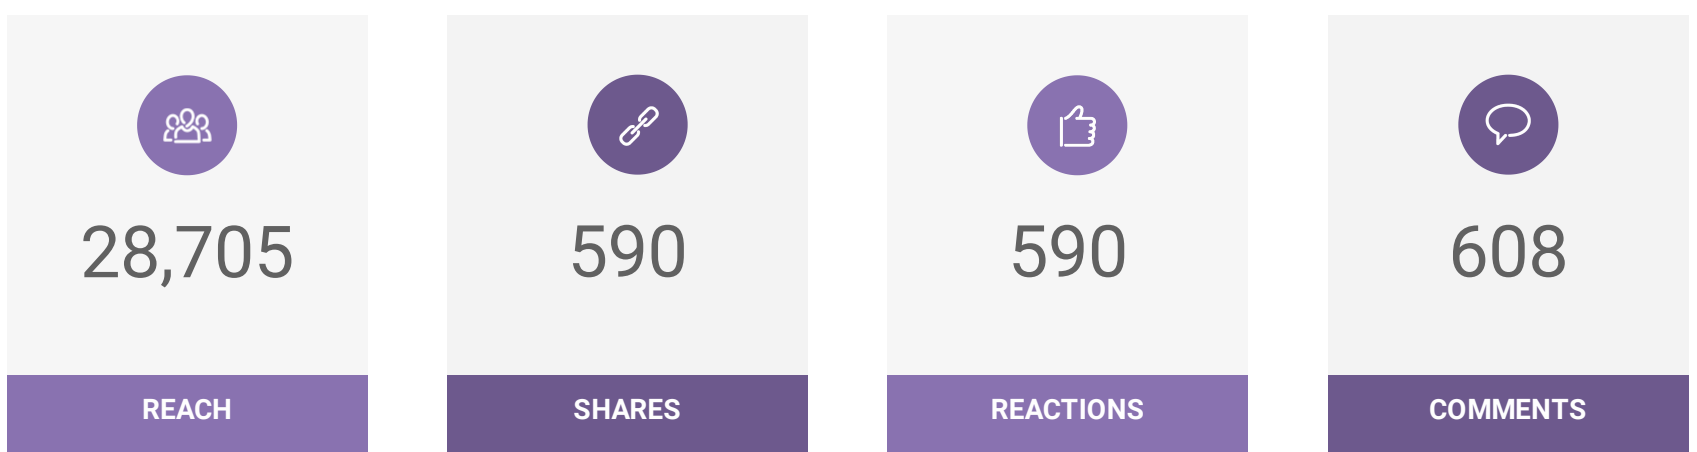 28,705
590
590
608
REACH
SHARES
REACTIONS
COMMENTS